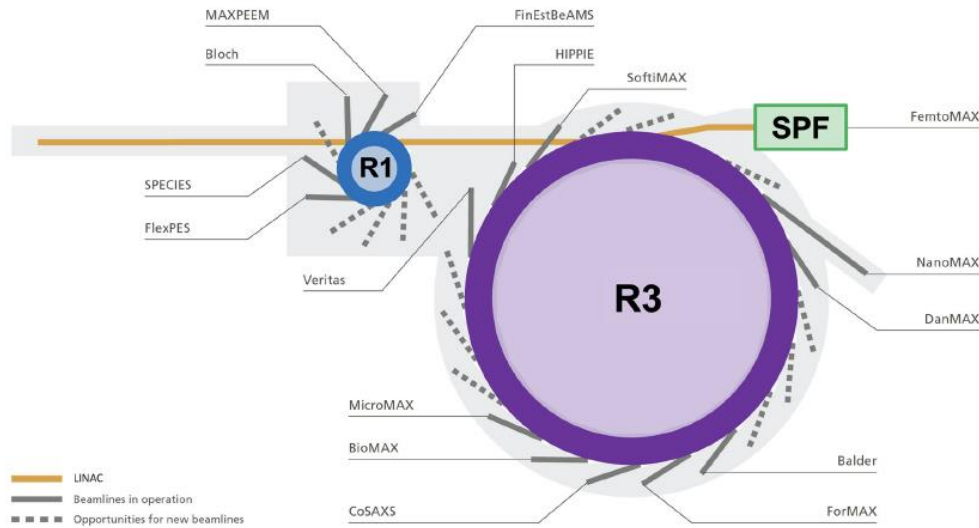 MAXPEEM
FinEstBeAMS
Bloch
HIPPIE
SoftiMAX
SPF
FemtoMAX
R1
SPECIES
FlexPES
Veritas
NanoMAX
R3
DanMAX
MicroMAX
BioMAX
Balder
CoSAXS
ForMAX
LINAC
Beamlines in operation
Opportunities for new beamlines